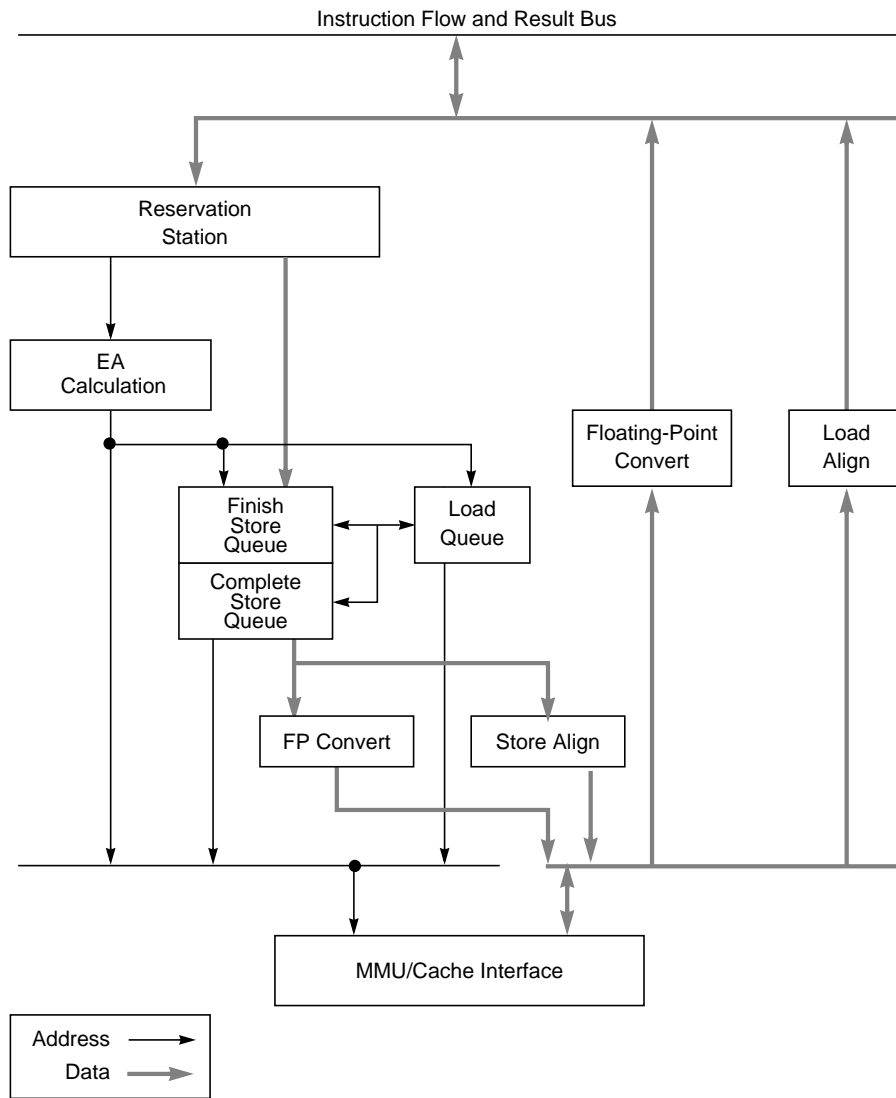 Instruction Flow and Result Bus
Reservation
Station
EA
Calculation
Floating-Point
Convert
Load
Align
Finish
Store
Queue
Load
Queue
Complete
Store
Queue
FP Convert
Store Align
MMU/Cache Interface
Address
Data